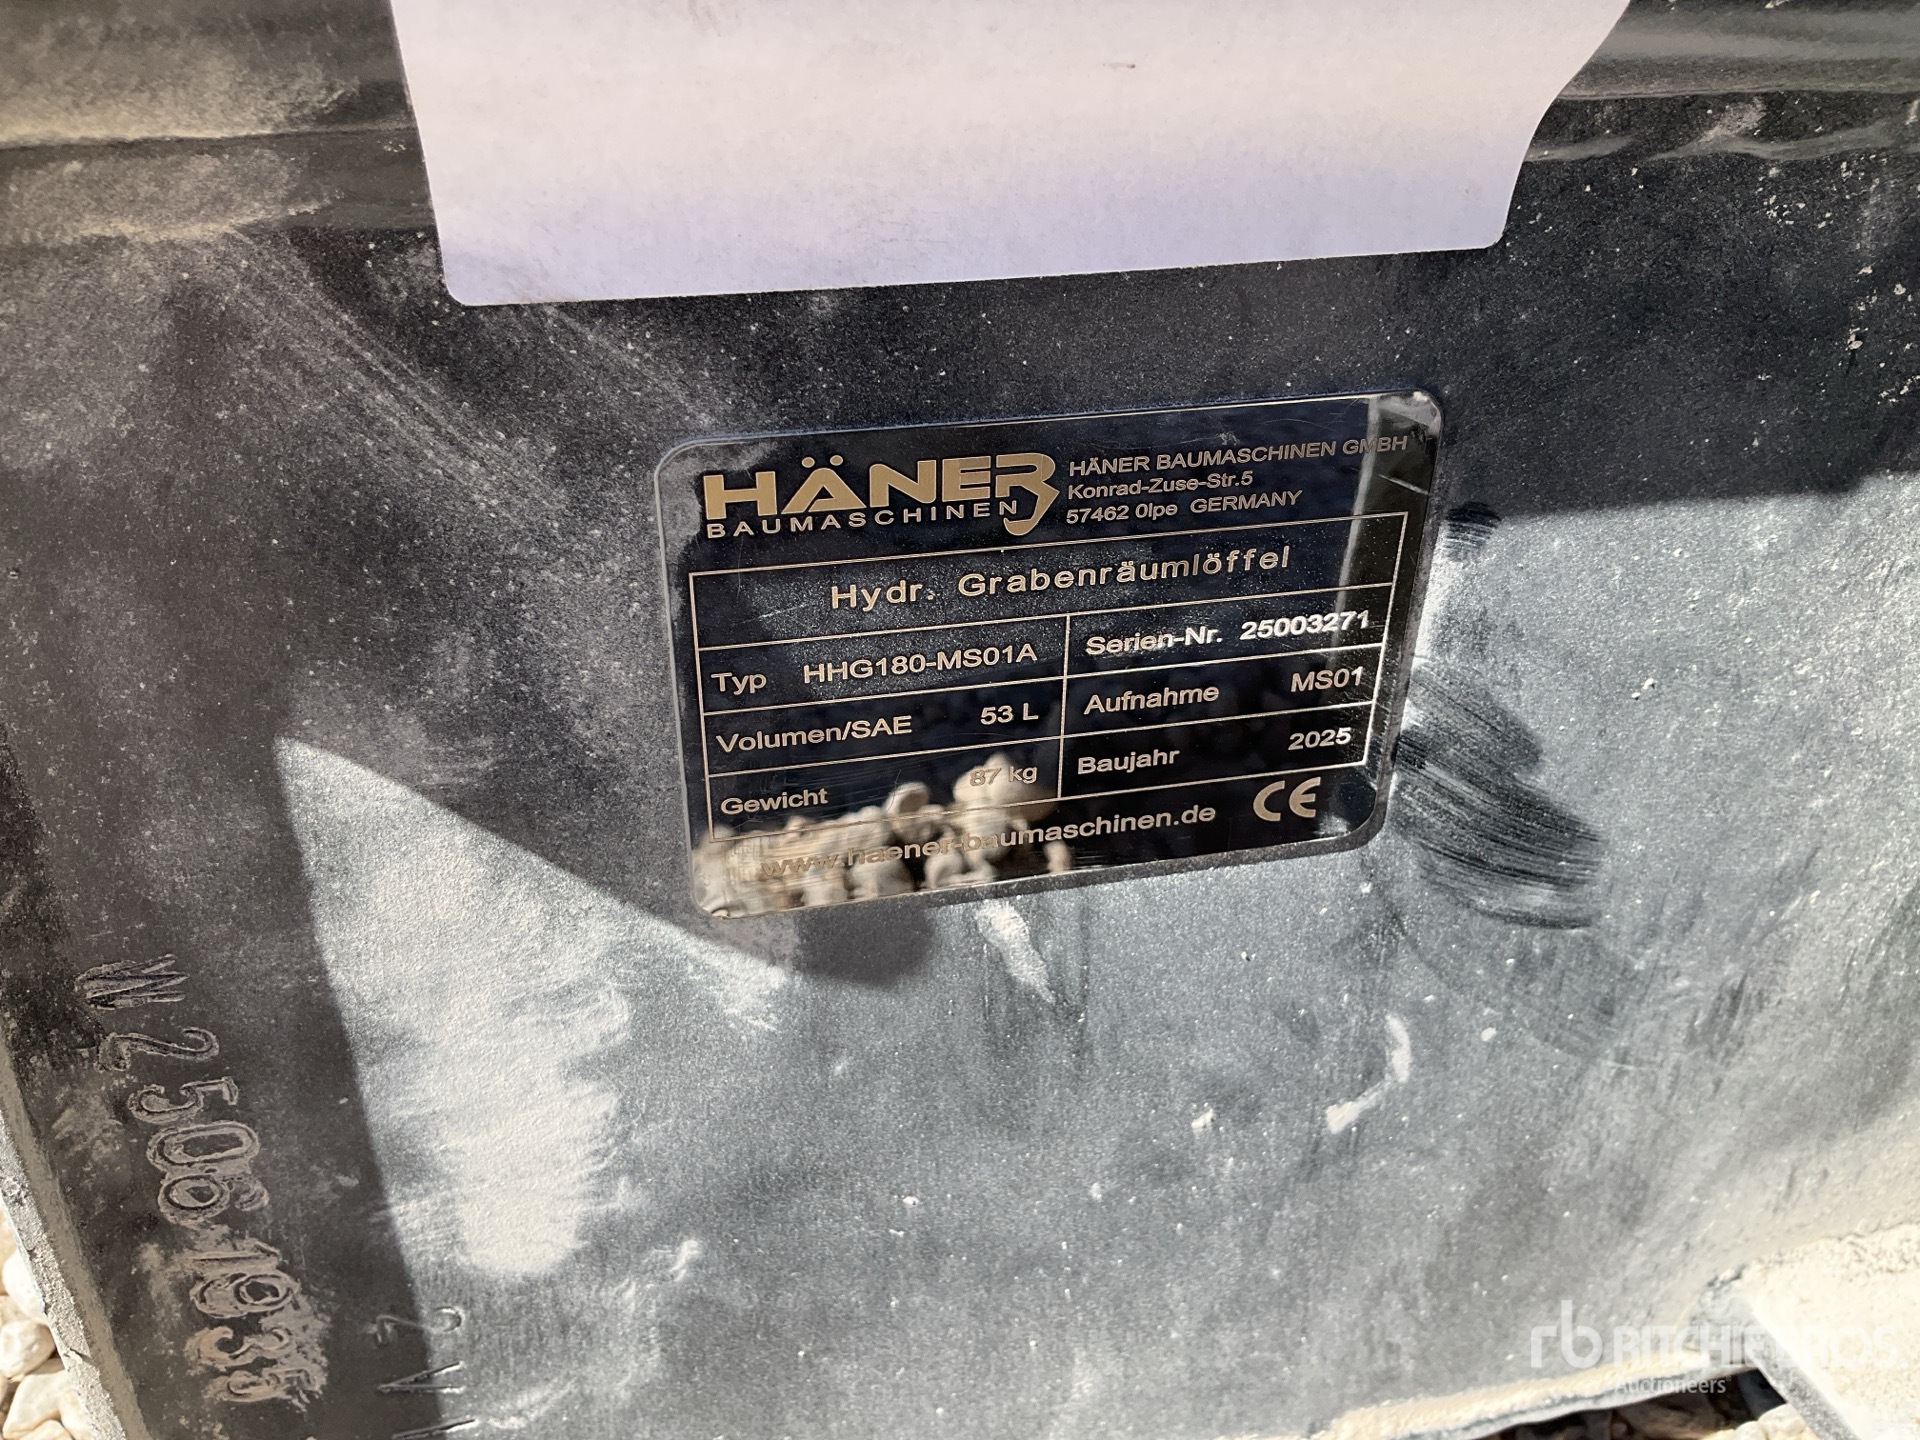 HÄNER
BAUMASCHINEN
HÄNER BAUMASCHINEN GMBH
Konrad-Zuse-Str.5
57462 Olpe GERMANY
Hydr. Grabenräumlöffel
Typ HHG180-MS01A
Serien-Nr. 25003271
Volumen/SAE 53 L
Aufnahme MS01
Gewicht 87 kg
Baujahr 2025
www.haener-baumaschinen.de CE
W2506.1935
rb RITCHIE BROS.
Auctioneers